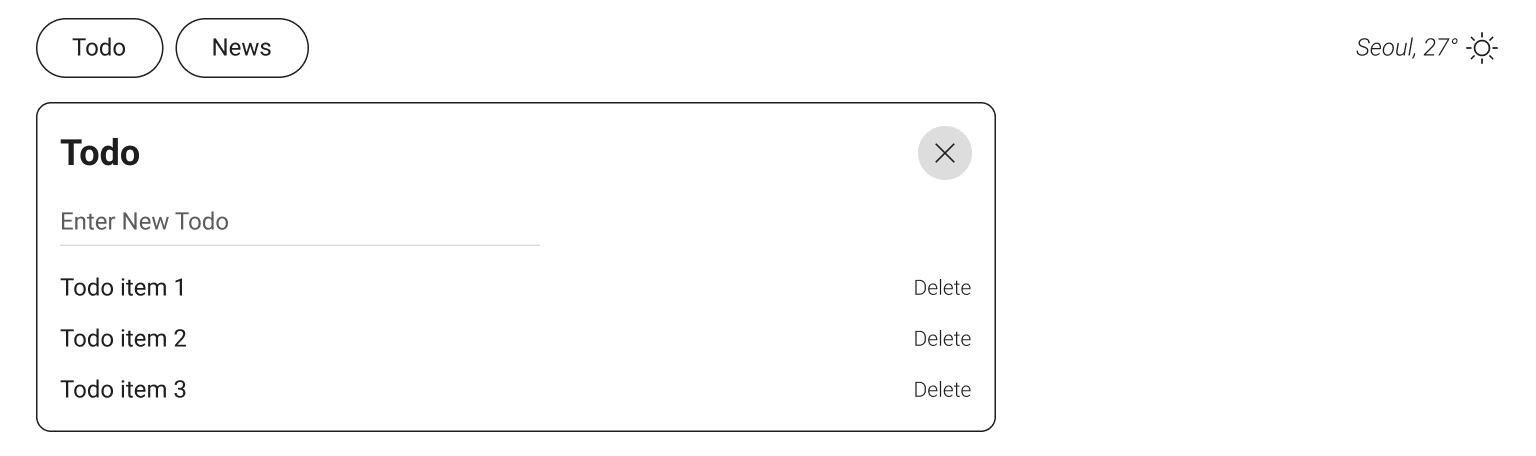 Todo News Seoul, 27°
Todo
Enter New Todo
Todo item 1 Delete
Todo item 2 Delete
Todo item 3 Delete